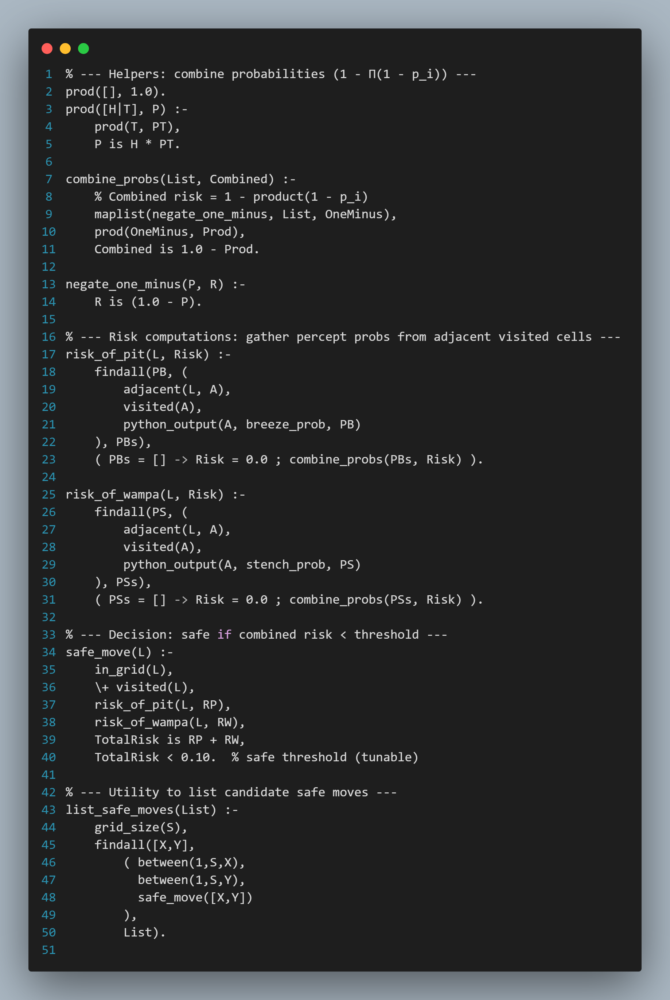 1 % --- Helpers: combine probabilities (1 - Π(1 - p_i)) ---
2 prod([], 1.0).
3 prod([H|T], P) :-
4     prod(T, PT),
5     P is H * PT.
6
7 combine_probs(List, Combined) :-
8     % Combined risk = 1 - product(1 - p_i)
9     maplist(negate_one_minus, List, OneMinus),
10     prod(OneMinus, Prod),
11     Combined is 1.0 - Prod.
12
13 negate_one_minus(P, R) :-
14     R is (1.0 - P).
15
16 % --- Risk computations: gather percept probs from adjacent visited cells ---
17 risk_of_pit(L, Risk) :-
18     findall(PB, (
19         adjacent(L, A),
20         visited(A),
21         python_output(A, breeze_prob, PB)
22     ), PBs),
23     ( PBs = [] -> Risk = 0.0 ; combine_probs(PBs, Risk) ).
24
25 risk_of_wampa(L, Risk) :-
26     findall(PS, (
27         adjacent(L, A),
28         visited(A),
29         python_output(A, stench_prob, PS)
30     ), PSs),
31     ( PSs = [] -> Risk = 0.0 ; combine_probs(PSs, Risk) ).
32
33 % --- Decision: safe if combined risk < threshold ---
34 safe_move(L) :-
35     in_grid(L),
36     \+ visited(L),
37     risk_of_pit(L, RP),
38     risk_of_wampa(L, RW),
39     TotalRisk is RP + RW,
40     TotalRisk < 0.10.  % safe threshold (tunable)
41
42 % --- Utility to list candidate safe moves ---
43 list_safe_moves(List) :-
44     grid_size(S),
45     findall([X,Y],
46         ( between(1,S,X),
47           between(1,S,Y),
48           safe_move([X,Y])
49         ),
50         List).
51